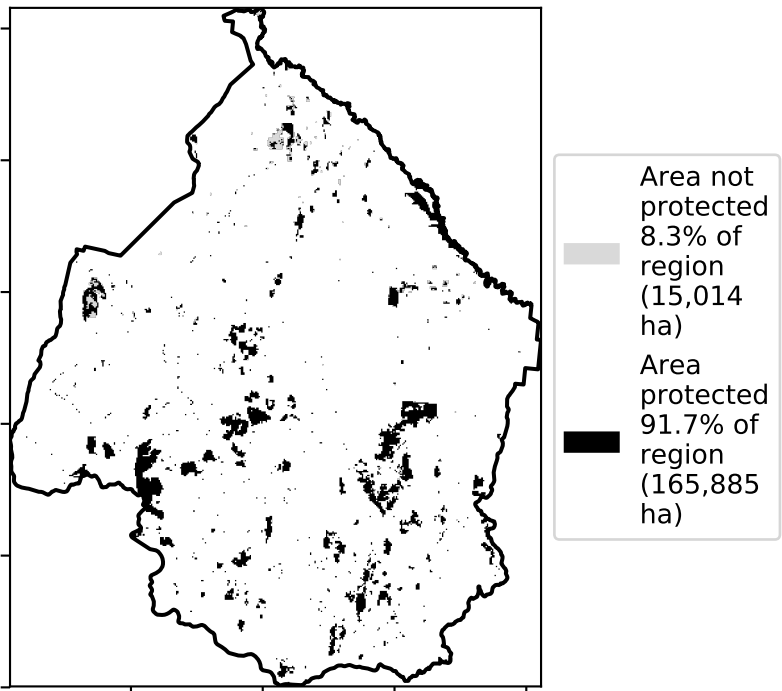 Area not
protected
8.3% of
region
(15,014
ha)
Area
protected
91.7% of
region
(165,885
ha)